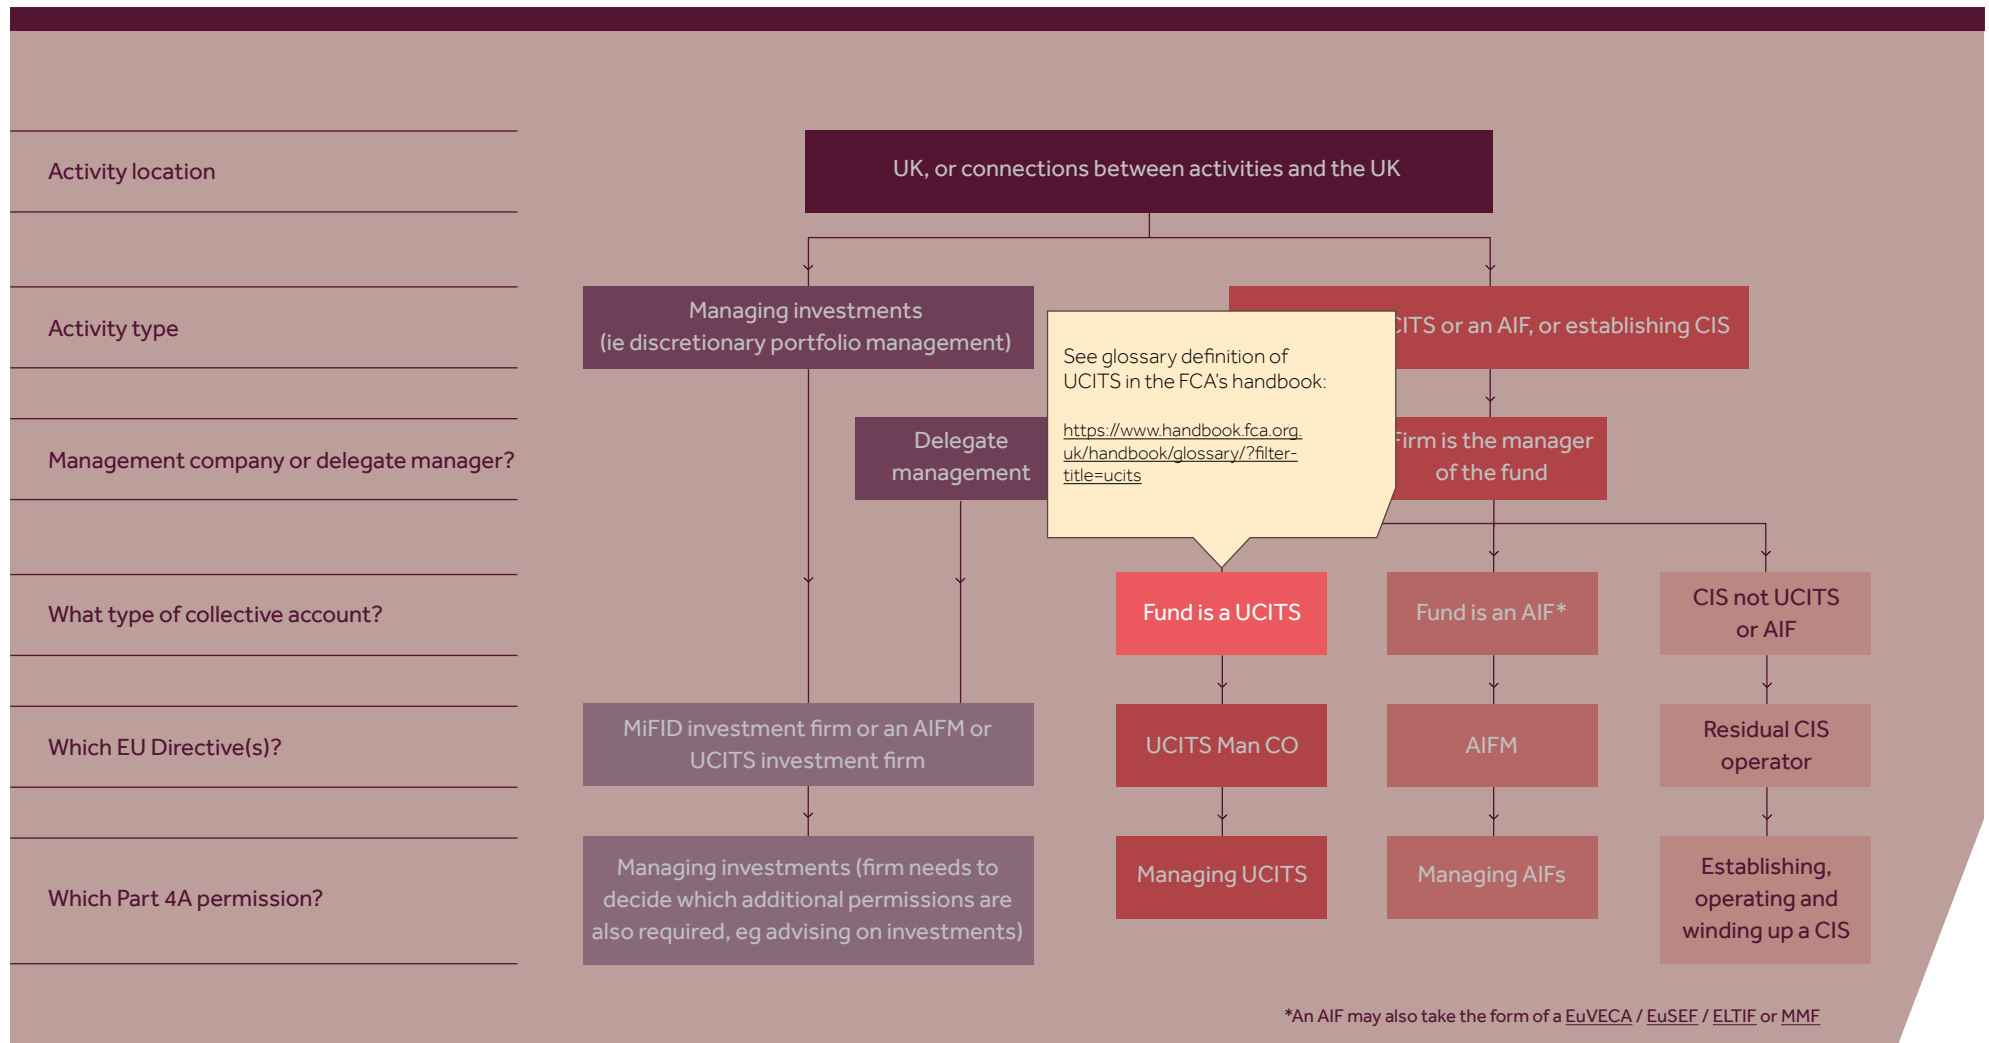 Activity location
UK, or connections between activities and the UK
Activity type
Managing investments
(ie discretionary portfolio management)
or an AIF, or establishing CIS
See glossary definition of
UCITS in the FCA's handbook:
https://www.handbook.fca.org.
uk/handbook/glossary/?filter-
title=ucits
Management company or delegate manager?
Delegate
management
Firm is the manager
of the fund
What type of collective account?
Fund is a UCITS
Fund is an AIF*
CIS not UCITS
or AIF
Which EU Directive(s)?
MiFID investment firm or an AIFM or
UCITS investment firm
UCITS Man CO
AIFM
Residual CIS
operator
Which Part 4A permission?
Managing investments (firm needs to
decide which additional permissions are
also required, eg advising on investments)
Managing UCITS
Managing AIFs
Establishing,
operating and
winding up a CIS
*An AIF may also take the form of a EuVECA / EuSEF / ELTIF or MMF